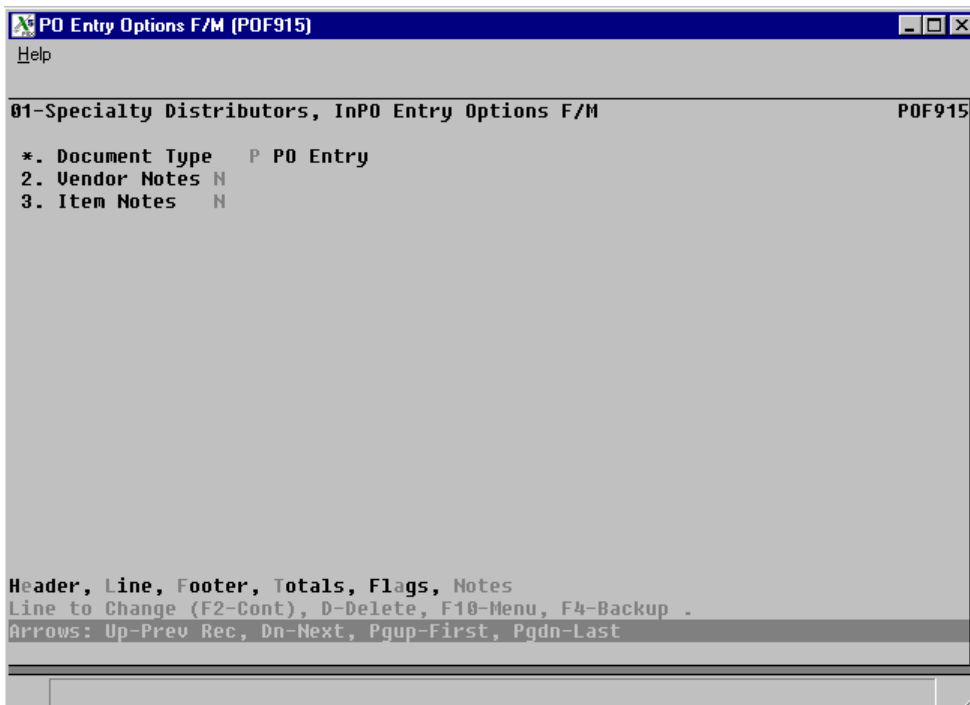 PO Entry Options F/M (POF915)
Help
01-Specialty Distributors, InPO Entry Options F/M POF915
*. Document Type P PO Entry
2. Vendor Notes N
3. Item Notes N
Header, Line, Footer, Totals, Flags, Notes
Line to Change (F2-Cont), D-Delete, F10-Menu, F4-Backup .
Arrows: Up-Prev Rec, Dn-Next, Pgup-First, Pgdn-Last